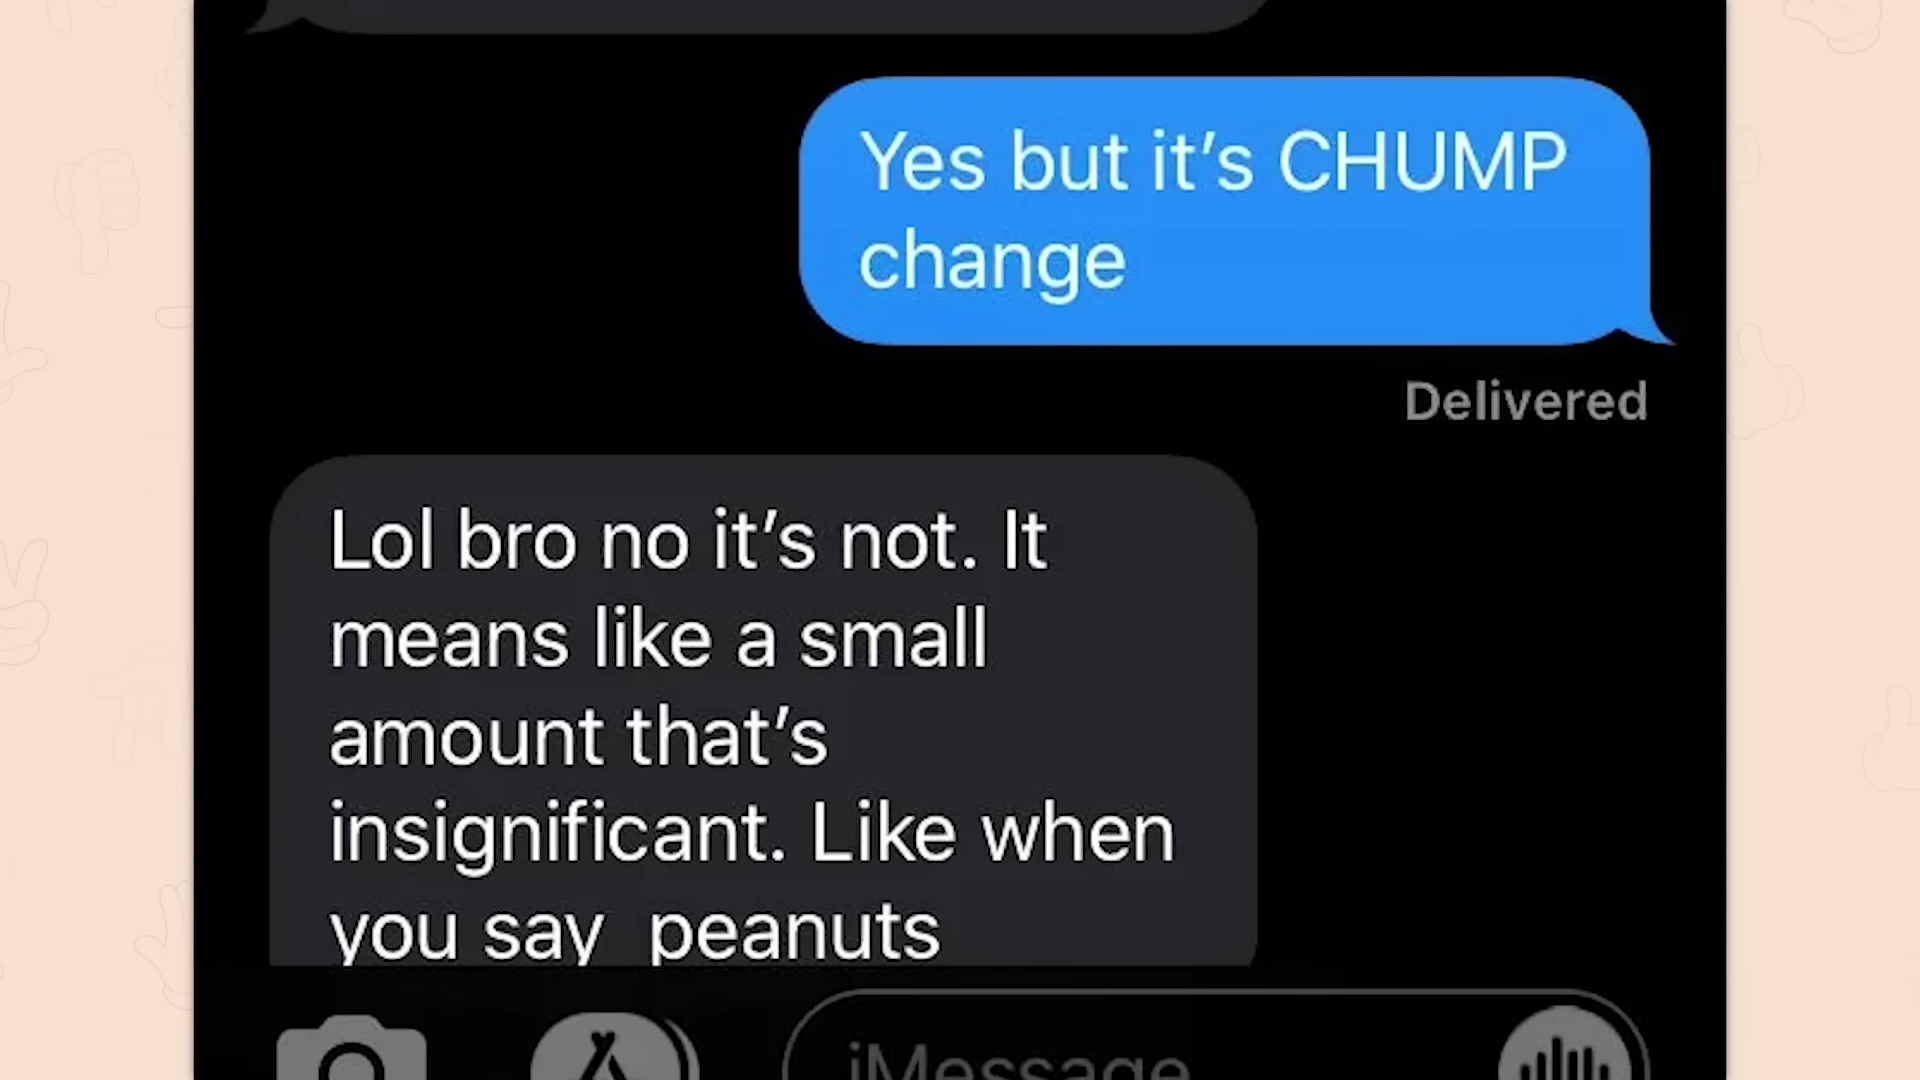 Yes but it’s CHUMP
change
Delivered
Lol bro no it’s not. It
means like a small
amount that’s
insignificant. Like when
you say  peanuts
iMessage